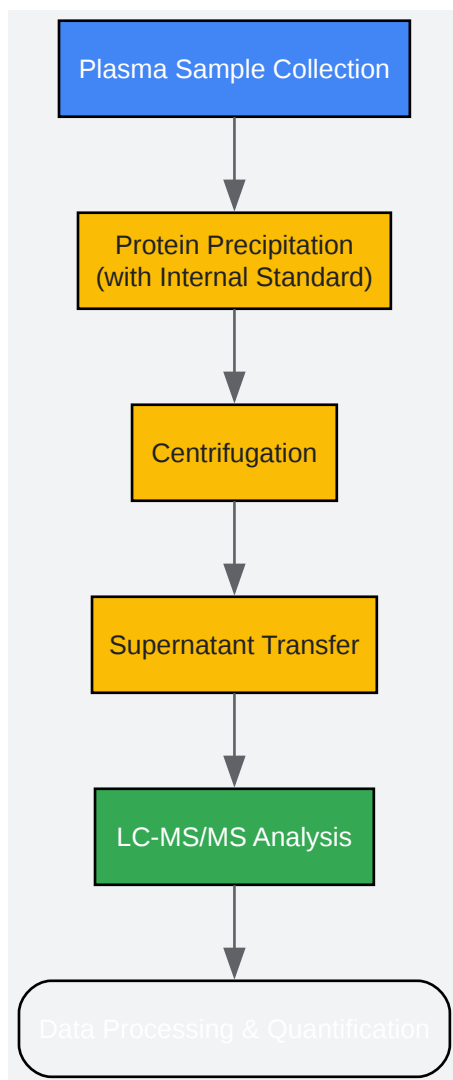 Plasma Sample Collection
Protein Precipitation
(with Internal Standard)
Centrifugation
Supernatant Transfer
LC-MS/MS Analysis
Data Processing & Quantification